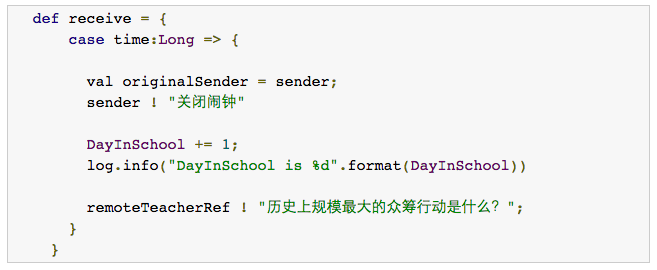 def receive = {
case time:Long => {
val originalSender = sender;
sender ! "关闭闹钟"
DayInSchool += 1;
log.info("DayInSchool is %d".format(DayInSchool))
remoteTeacherRef ! "历史上规模最大的众筹行动是什么？";
}
}